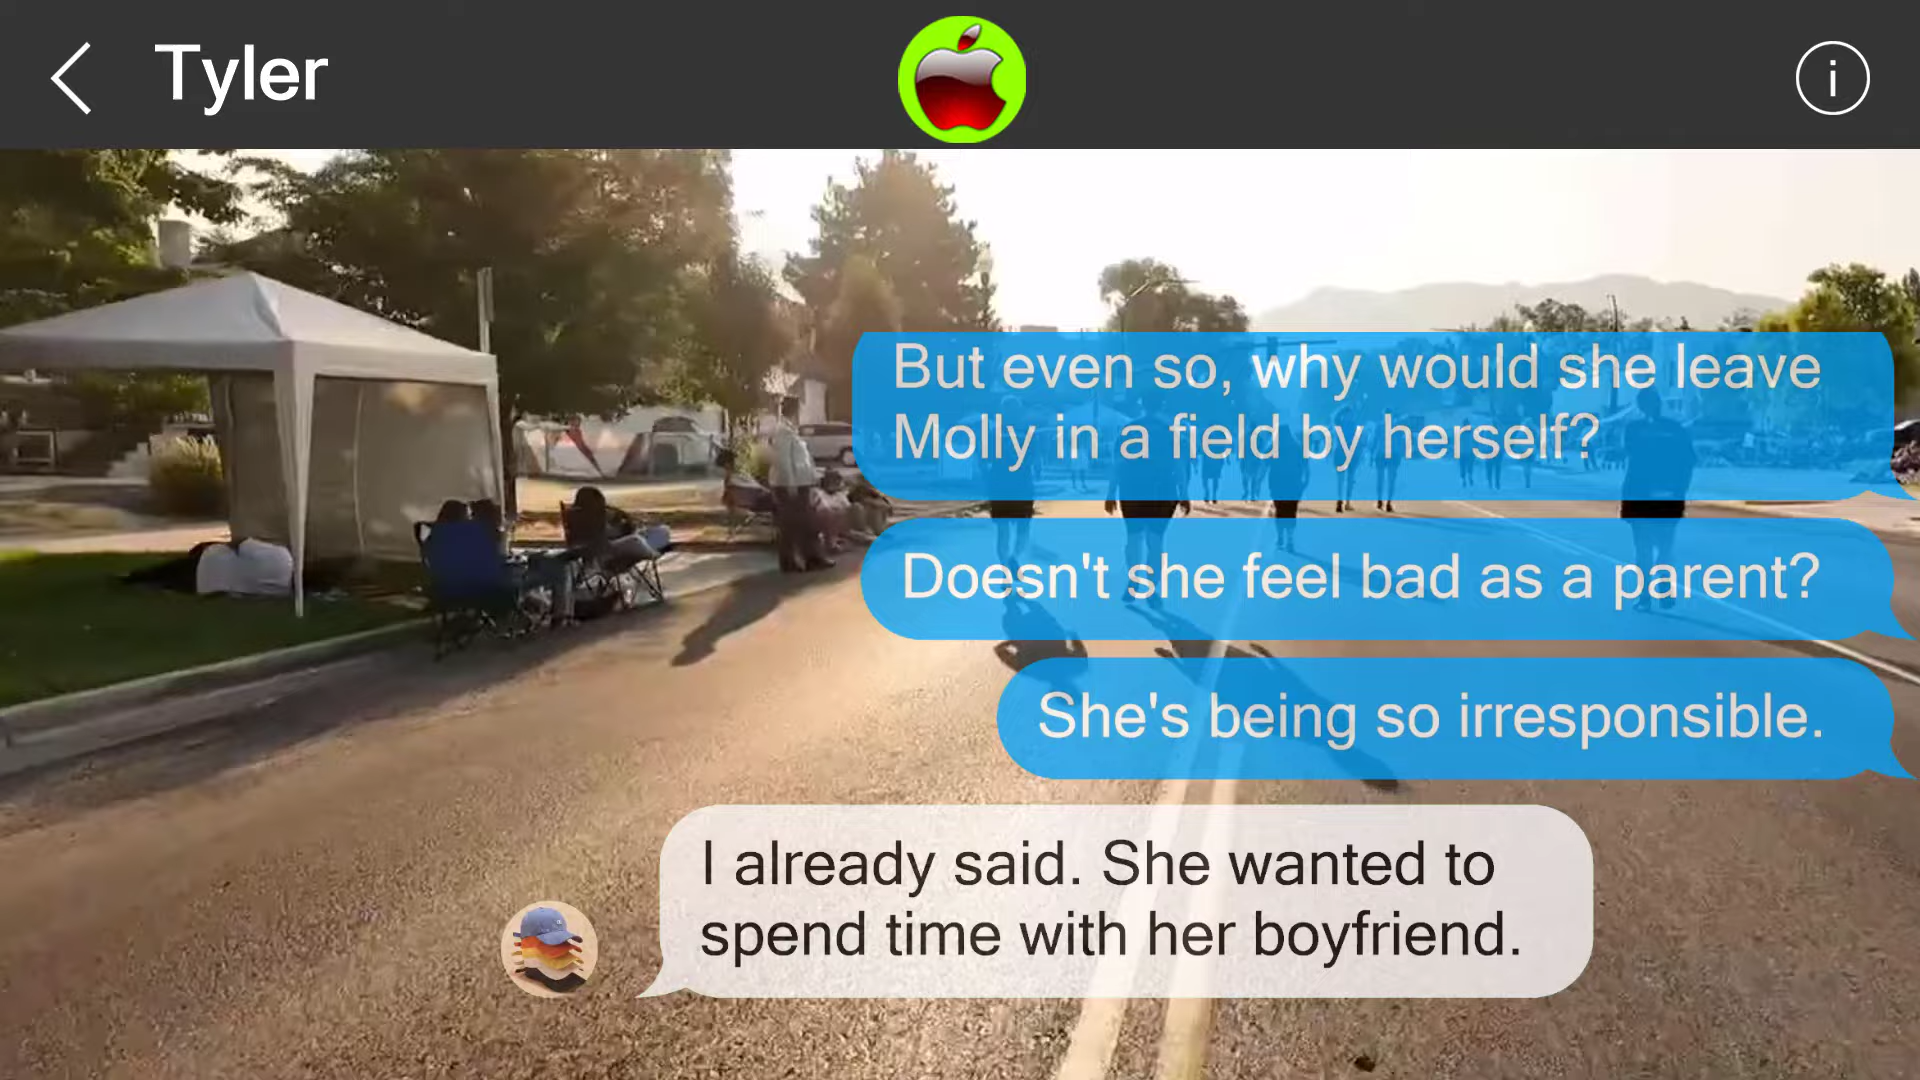 Tyler
i
But even so, why would she leave
Molly in a field by herself?
Doesn't she feel bad as a parent?
She's being so irresponsible.
I already said. She wanted to
spend time with her boyfriend.